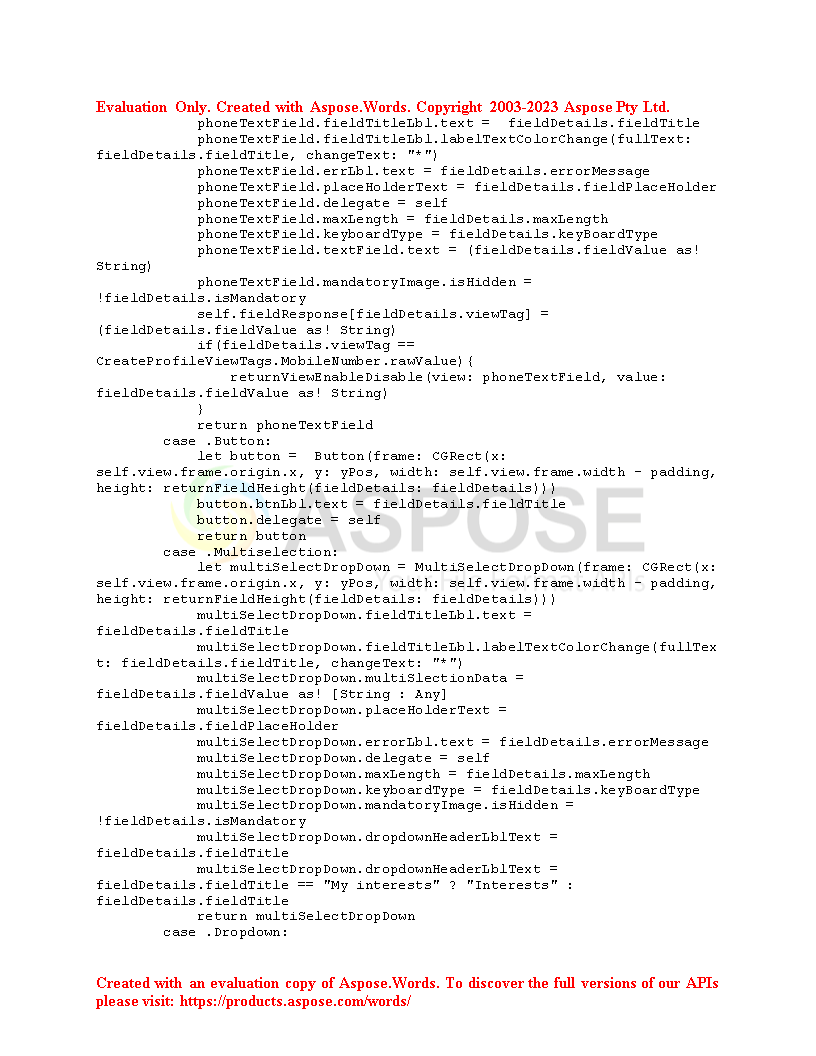 Evaluation Only. Created with Aspose.Words. Copyright 2003-2023 Aspose Pty Ltd.
phoneTextField.fieldTitleLbl.text =  fieldDetails.fieldTitle
phoneTextField.fieldTitleLbl.labelTextColorChange(fullText:
fieldDetails.fieldTitle, changeText: "*")
phoneTextField.errLbl.text = fieldDetails.errorMessage
phoneTextField.placeHolderText = fieldDetails.fieldPlaceHolder
phoneTextField.delegate = self
phoneTextField.maxLength = fieldDetails.maxLength
phoneTextField.keyboardType = fieldDetails.keyBoardType
phoneTextField.textField.text = (fieldDetails.fieldValue as!
String)
phoneTextField.mandatoryImage.isHidden =
!fieldDetails.isMandatory
self.fieldResponse[fieldDetails.viewTag] =
(fieldDetails.fieldValue as! String)
if(fieldDetails.viewTag ==
CreateProfileViewTags.MobileNumber.rawValue){
returnViewEnableDisable(view: phoneTextField, value:
fieldDetails.fieldValue as! String)
}
return phoneTextField
case .Button:
let button =  Button(frame: CGRect(x:
self.view.frame.origin.x, y: yPos, width: self.view.frame.width - padding,
height: returnFieldHeight(fieldDetails: fieldDetails)))
button.btnLbl.text = fieldDetails.fieldTitle
button.delegate = self
ASPOSE
return button
case .Multiselection:
let multiSelectDropDown = MultiSelectDropDown(frame: CGRect(x:
self.view.frame.origin.x, y: yPos, width: self.view.frame.width - padding,
height: returnFieldHeight(fieldDetails: fieldDetails)))
multiSelectDropDown.fieldTitleLbl.text =
fieldDetails.fieldTitle
multiSelectDropDown.fieldTitleLbl.labelTextColorChange(fullTex
t: fieldDetails.fieldTitle, changeText: "*")
multiSelectDropDown.multiSlectionData =
fieldDetails.fieldValue as! [String : Any]
multiSelectDropDown.placeHolderText =
fieldDetails.fieldPlaceHolder
multiSelectDropDown.errorLbl.text = fieldDetails.errorMessage
multiSelectDropDown.delegate = self
multiSelectDropDown.maxLength = fieldDetails.maxLength
multiSelectDropDown.keyboardType = fieldDetails.keyBoardType
multiSelectDropDown.mandatoryImage.isHidden =
!fieldDetails.isMandatory
multiSelectDropDown.dropdownHeaderLblText =
fieldDetails.fieldTitle
multiSelectDropDown.dropdownHeaderLblText =
fieldDetails.fieldTitle == "My interests" ? "Interests" :
fieldDetails.fieldTitle
return multiSelectDropDown
case .Dropdown:
Created with an evaluation copy of Aspose.Words. To discover the full versions of our APIs
please visit: https://products.aspose.com/words/